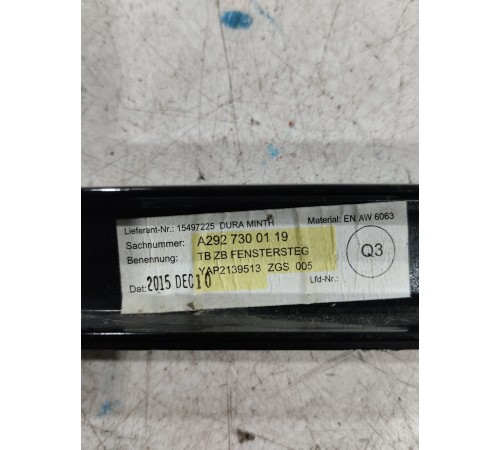 Lieferant-Nr.: 15497225 DURA MINTH Material: EN AW 6063
Sachnummer: A292 730 01 19
Benennung: TB ZB FENSTERSTEG
YAP2139513 ZGS 005
Dat: 2015 DEC 10 Lfd-Nr.:
Q3